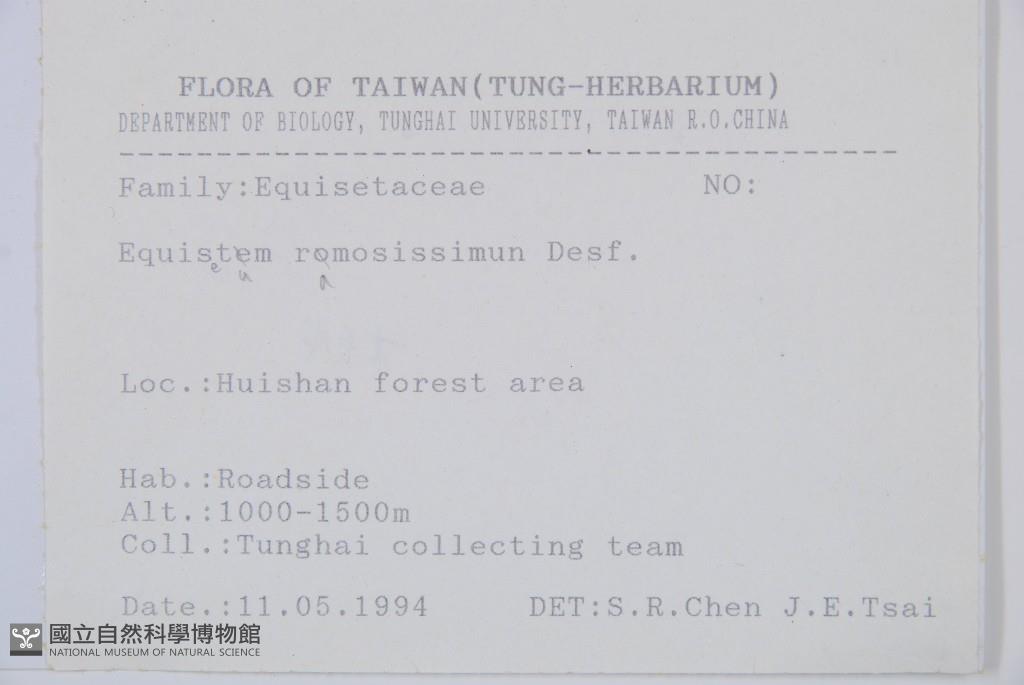 FLORA OF TAIWAN(TUNG-HERBARIUM)
DEPARTMENT OF BIOLOGY, TUNGHAI UNIVERSITY, TAIWAN R.O.CHINA
Family:Equisetaceae NO:
Equistem romosissimun Desf.
e u a
Loc.:Huishan forest area
Hab.:Roadside
Alt.:1000-1500m
Coll.:Tunghai collecting team
Date.:11.05.1994 DET:S.R.Chen J.E.Tsai
國立自然科學博物館
NATIONAL MUSEUM OF NATURAL SCIENCE